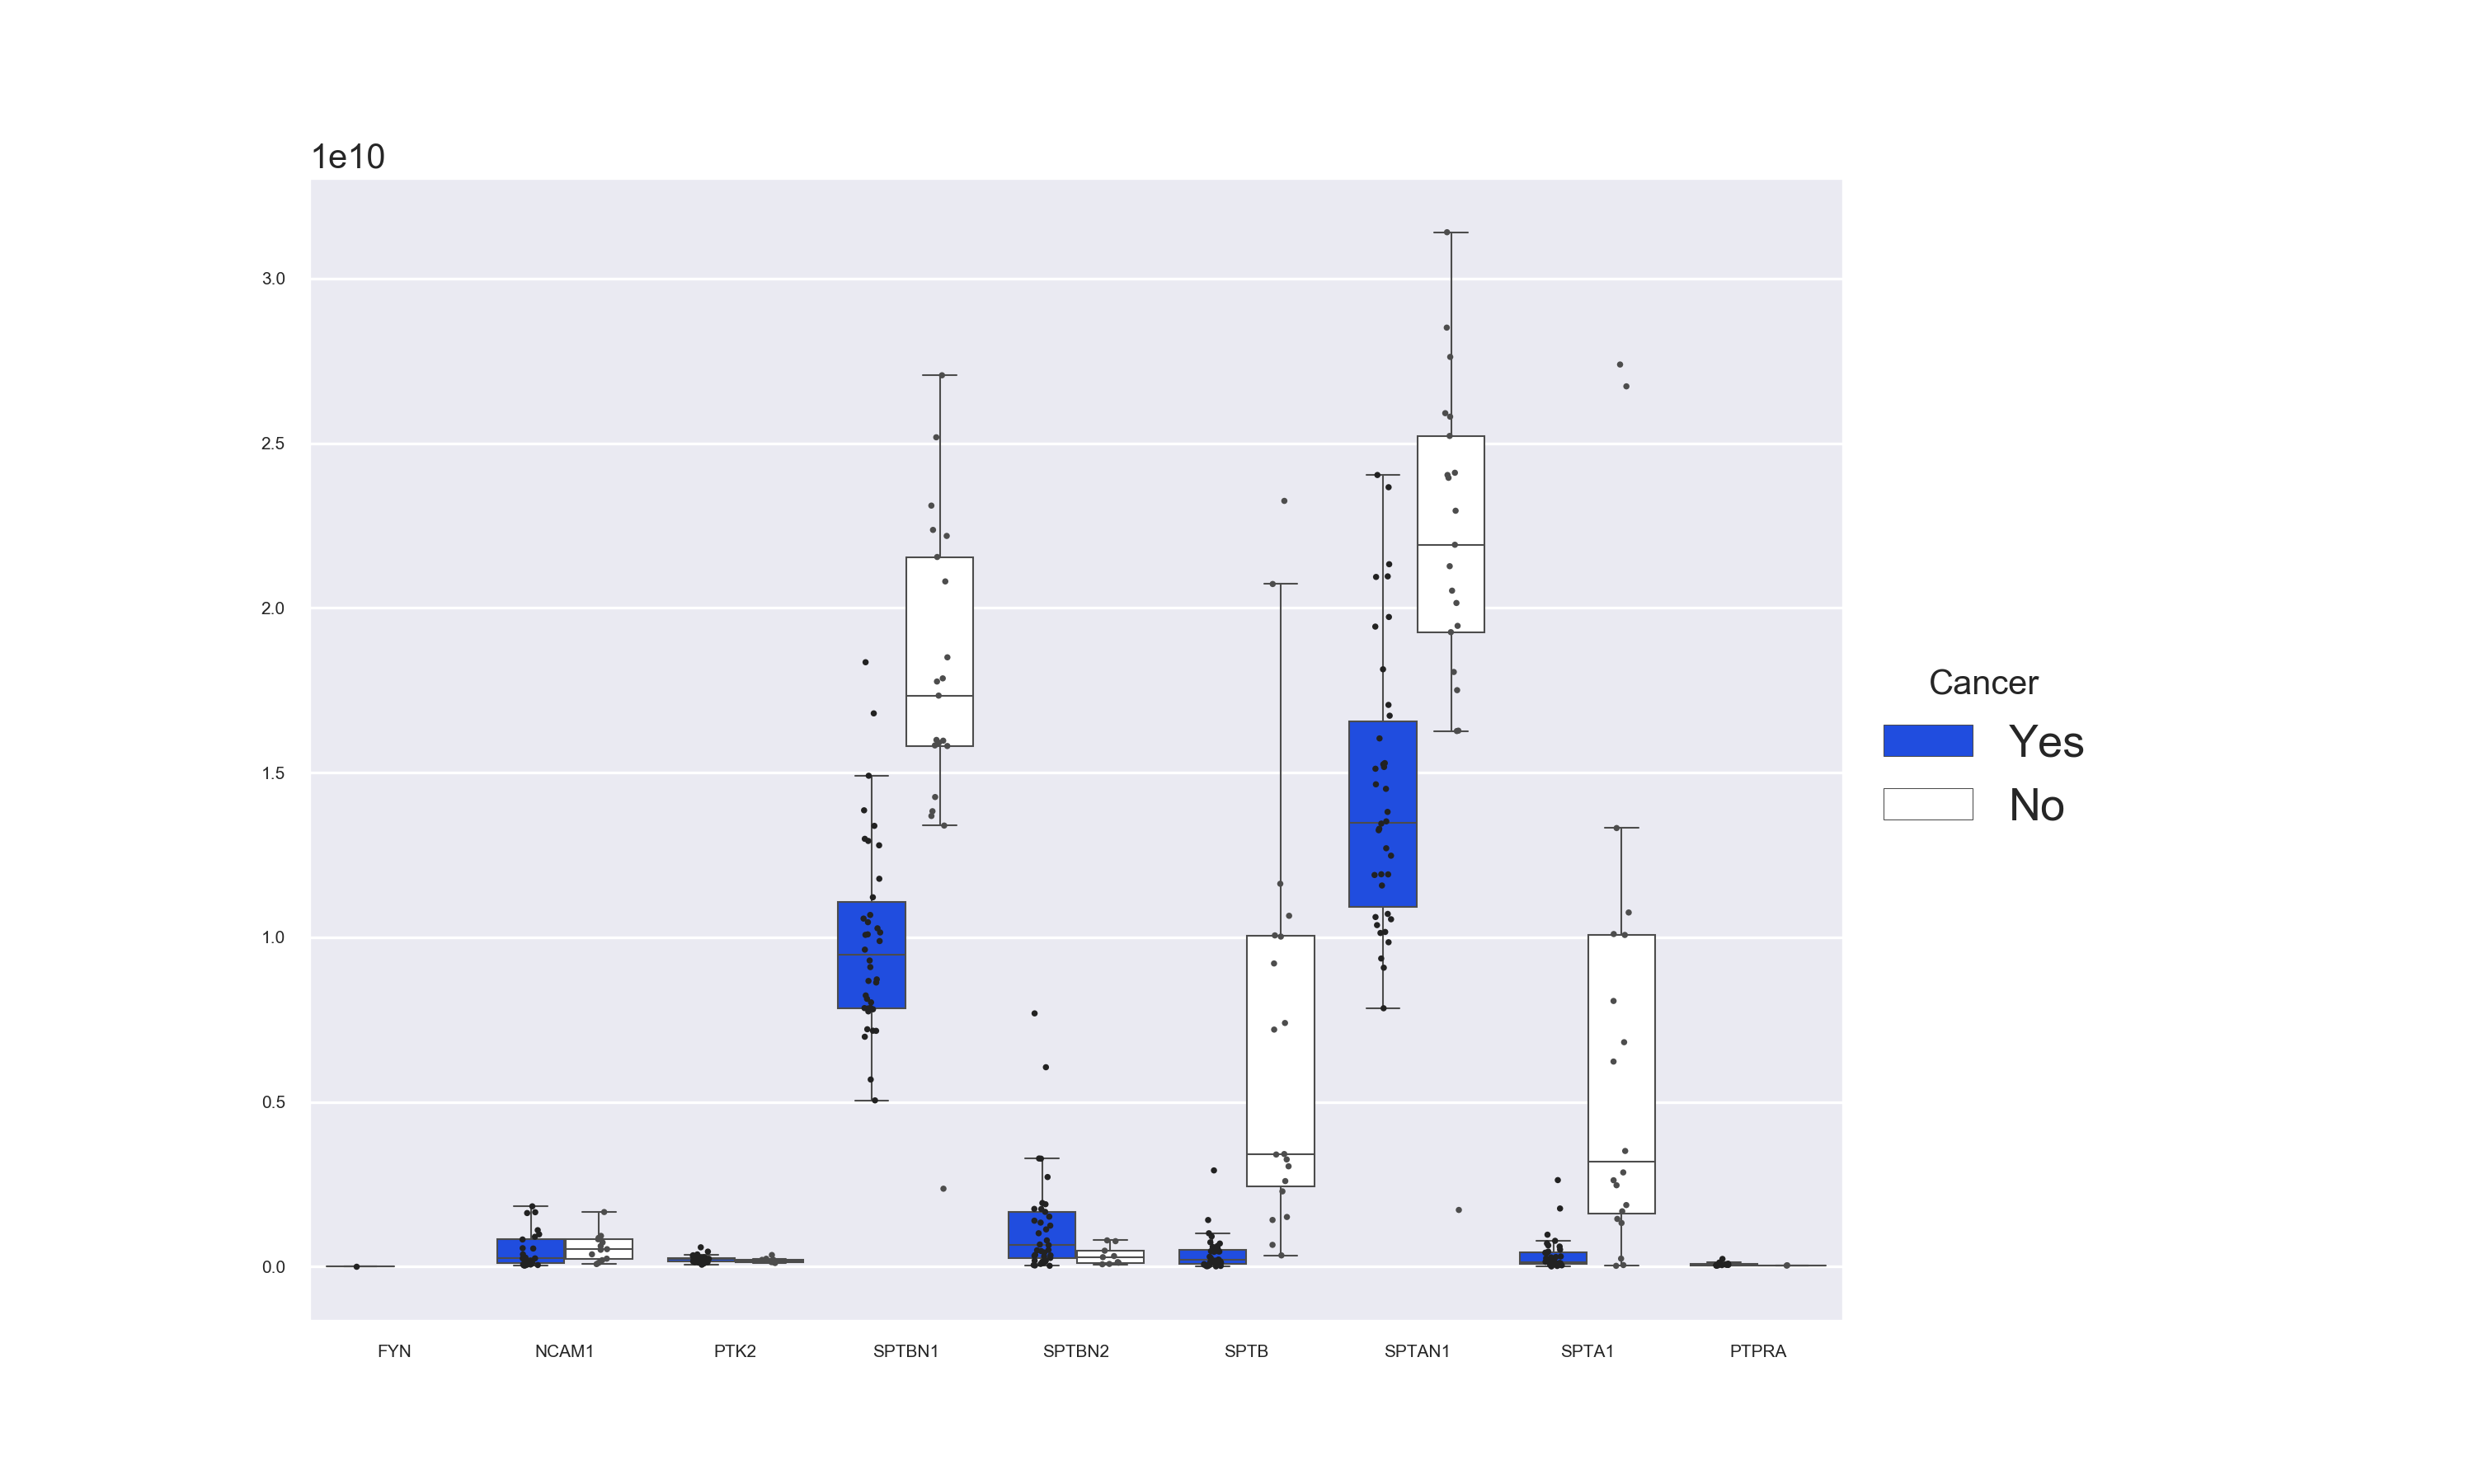 1e10
3.0
2.5
2.0
1.5
1.0
0.5
0.0
FYN NCAM1 PTK2 SPTBN1 SPTBN2 SPTB SPTAN1 SPTA1 PTPRA
Cancer
Yes
No